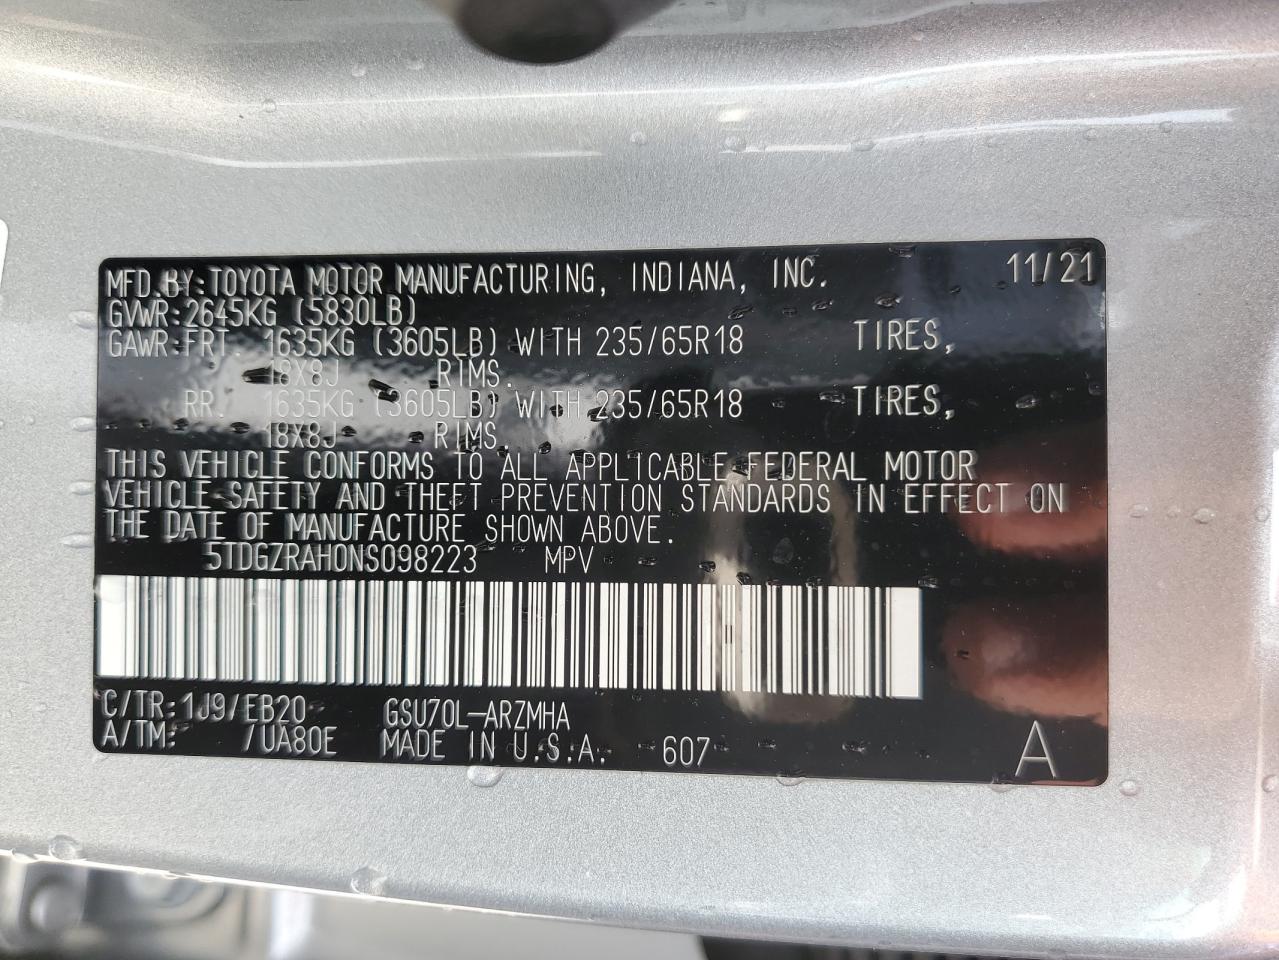 MFD.BY:TOYOTA MOTOR MANUFACTURING, INDIANA, INC. 11/21
GVWR:2645KG (5830LB)
GAWR:FRT. 1635KG (3605LB) WITH 235/65R18 TIRES,
18X8J RIMS.
RR. 1635KG (3605LB) WITH 235/65R18 TIRES,
18X8J RIMS.
THIS VEHICLE CONFORMS TO ALL APPLICABLE FEDERAL MOTOR
VEHICLE SAFETY AND THEFT PREVENTION STANDARDS IN EFFECT ON
THE DATE OF MANUFACTURE SHOWN ABOVE.
5TDGZRAH0NS098223 MPV
C/TR:1J9/EB20 GSU70L-ARZMHA
A/TM: /UA80E MADE IN U.S.A. 607 A